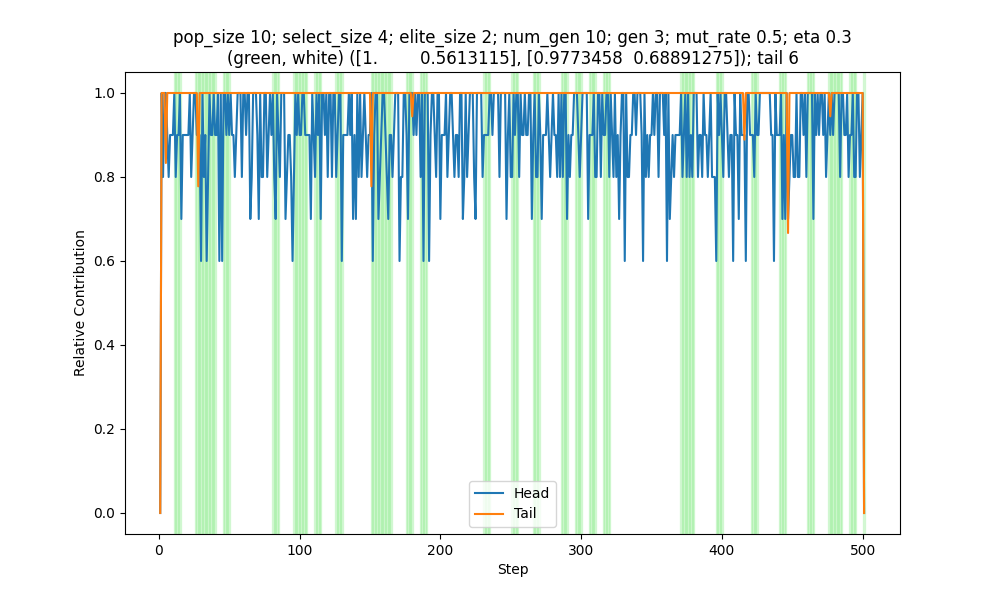 pop_size 10; select_size 4; elite_size 2; num_gen 10; gen 3; mut_rate 0.5; eta 0.3
(green, white) ([1.         0.5613115], [0.9773458  0.68891275]); tail 6
1.0
0.8
0.6
0.4
0.2
0.0
Relative Contribution
Head
Tail
0
100
200
300
400
500
Step